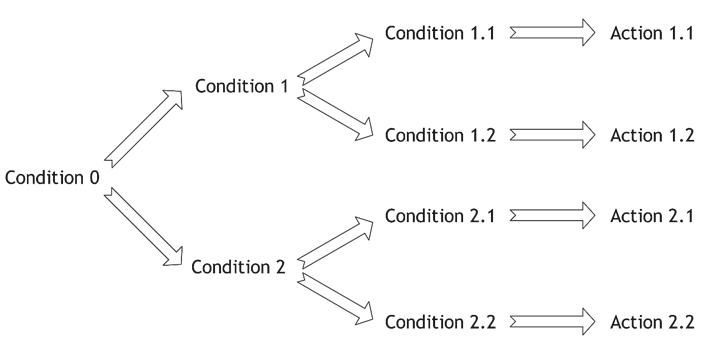 Condition 1.1
Action 1.1
Condition 1
Condition 1.2
Action 1.2
Condition 0
Condition 2.1
Action 2.1
Condition 2
Condition 2.2
Action 2.2